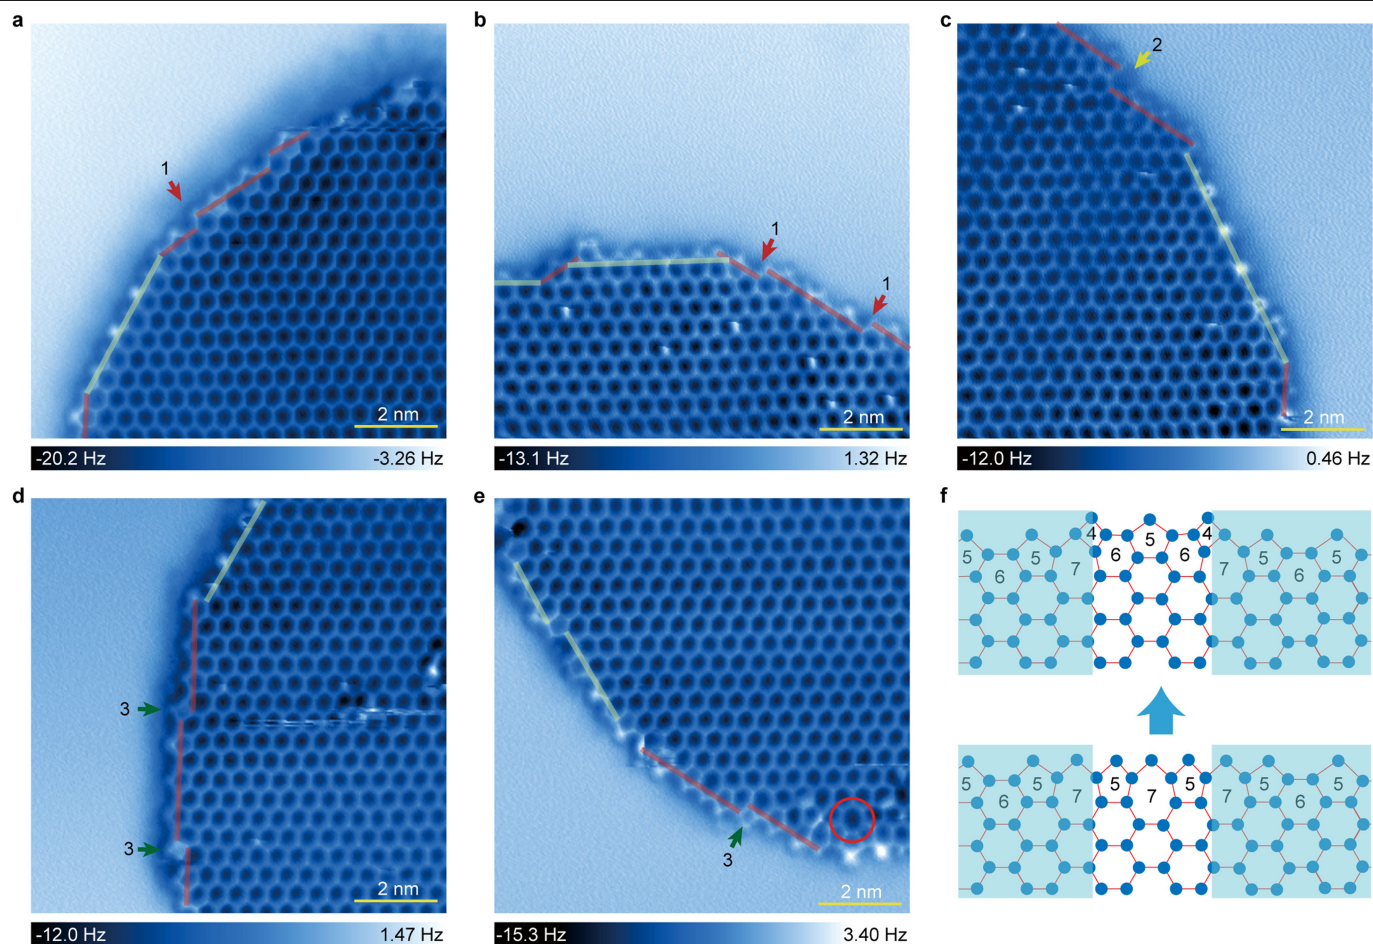 a
1
2 nm
-20.2 Hz -3.26 Hz
b
1
1
2 nm
-13.1 Hz 1.32 Hz
c
2
2 nm
-12.0 Hz 0.46 Hz
d
3
3
2 nm
-12.0 Hz 1.47 Hz
e
3
2 nm
-15.3 Hz 3.40 Hz
f
4 4
5 5 5 5 5
6 7 6 6 7 6
5 5 5 5 5 5
6 7 7 7 6